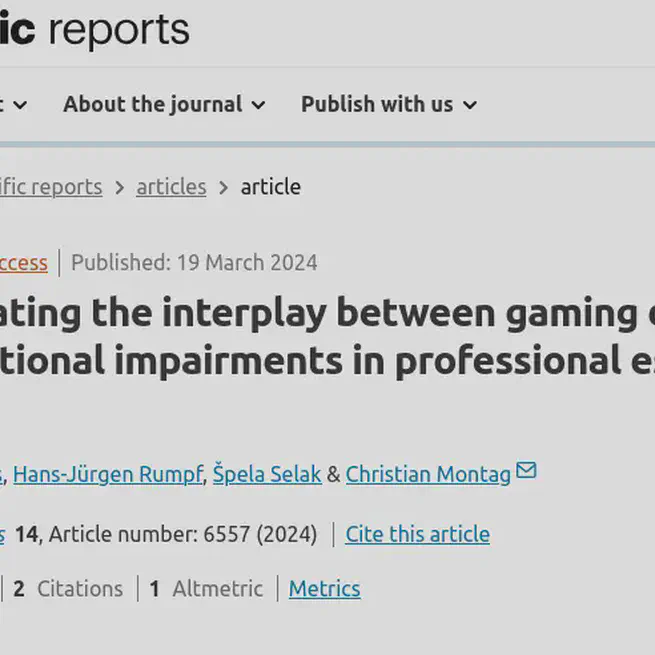 ic reports
t About the journal Publish with us
ific reports > articles > article
ccess | Published: 19 March 2024
ating the interplay between gaming
tional impairments in professional es
s, Hans-Jürgen Rumpf, Špela Selak & Christian Montag
s 14, Article number: 6557 (2024) | Cite this article
2 Citations | 1 Altmetric | Metrics